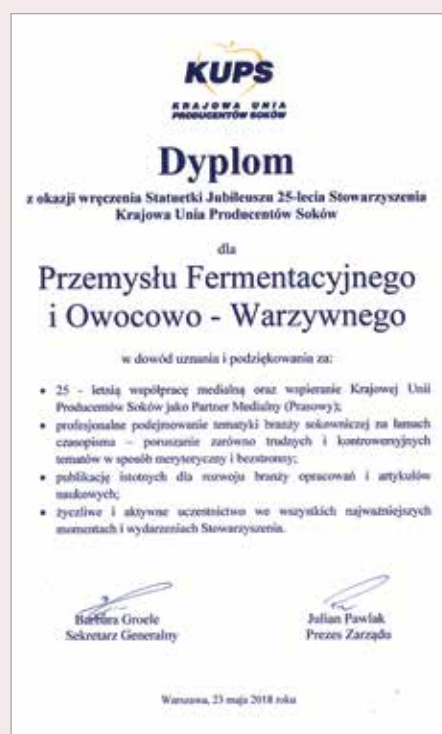 KUPS
KRAJOWA UNIA
PRODUCENTÓW SOKÓW
Dyplom
z okazji wręczenia Statuetki Jubileuszu 25-lecia Stowarzyszenia
Krajowa Unia Producentów Soków
dla
Przemysłu Fermentacyjnego
i Owocowo - Warzywnego
w dowód uznania i podziękowania za:
• 25 - letnią współpracę medialną oraz wspieranie Krajowej Unii
Producentów Soków jako Partner Medialny (Prasowy);
• profesjonalne podejmowanie tematyki branży sokowniczej na łamach
czasopisma – poruszanie zarówno trudnych i kontrowersyjnych
tematów w sposób merytoryczny i bezstronny;
• publikację istotnych dla rozwoju branży opracowań i artykułów
naukowych;
• życzliwe i aktywne uczestnictwo we wszystkich najważniejszych
momentach i wydarzeniach Stowarzyszenia.
Barbara Groele
Sekretarz Generalny
Julian Pawlak
Prezes Zarządu
Warszawa, 23 maja 2018 roku